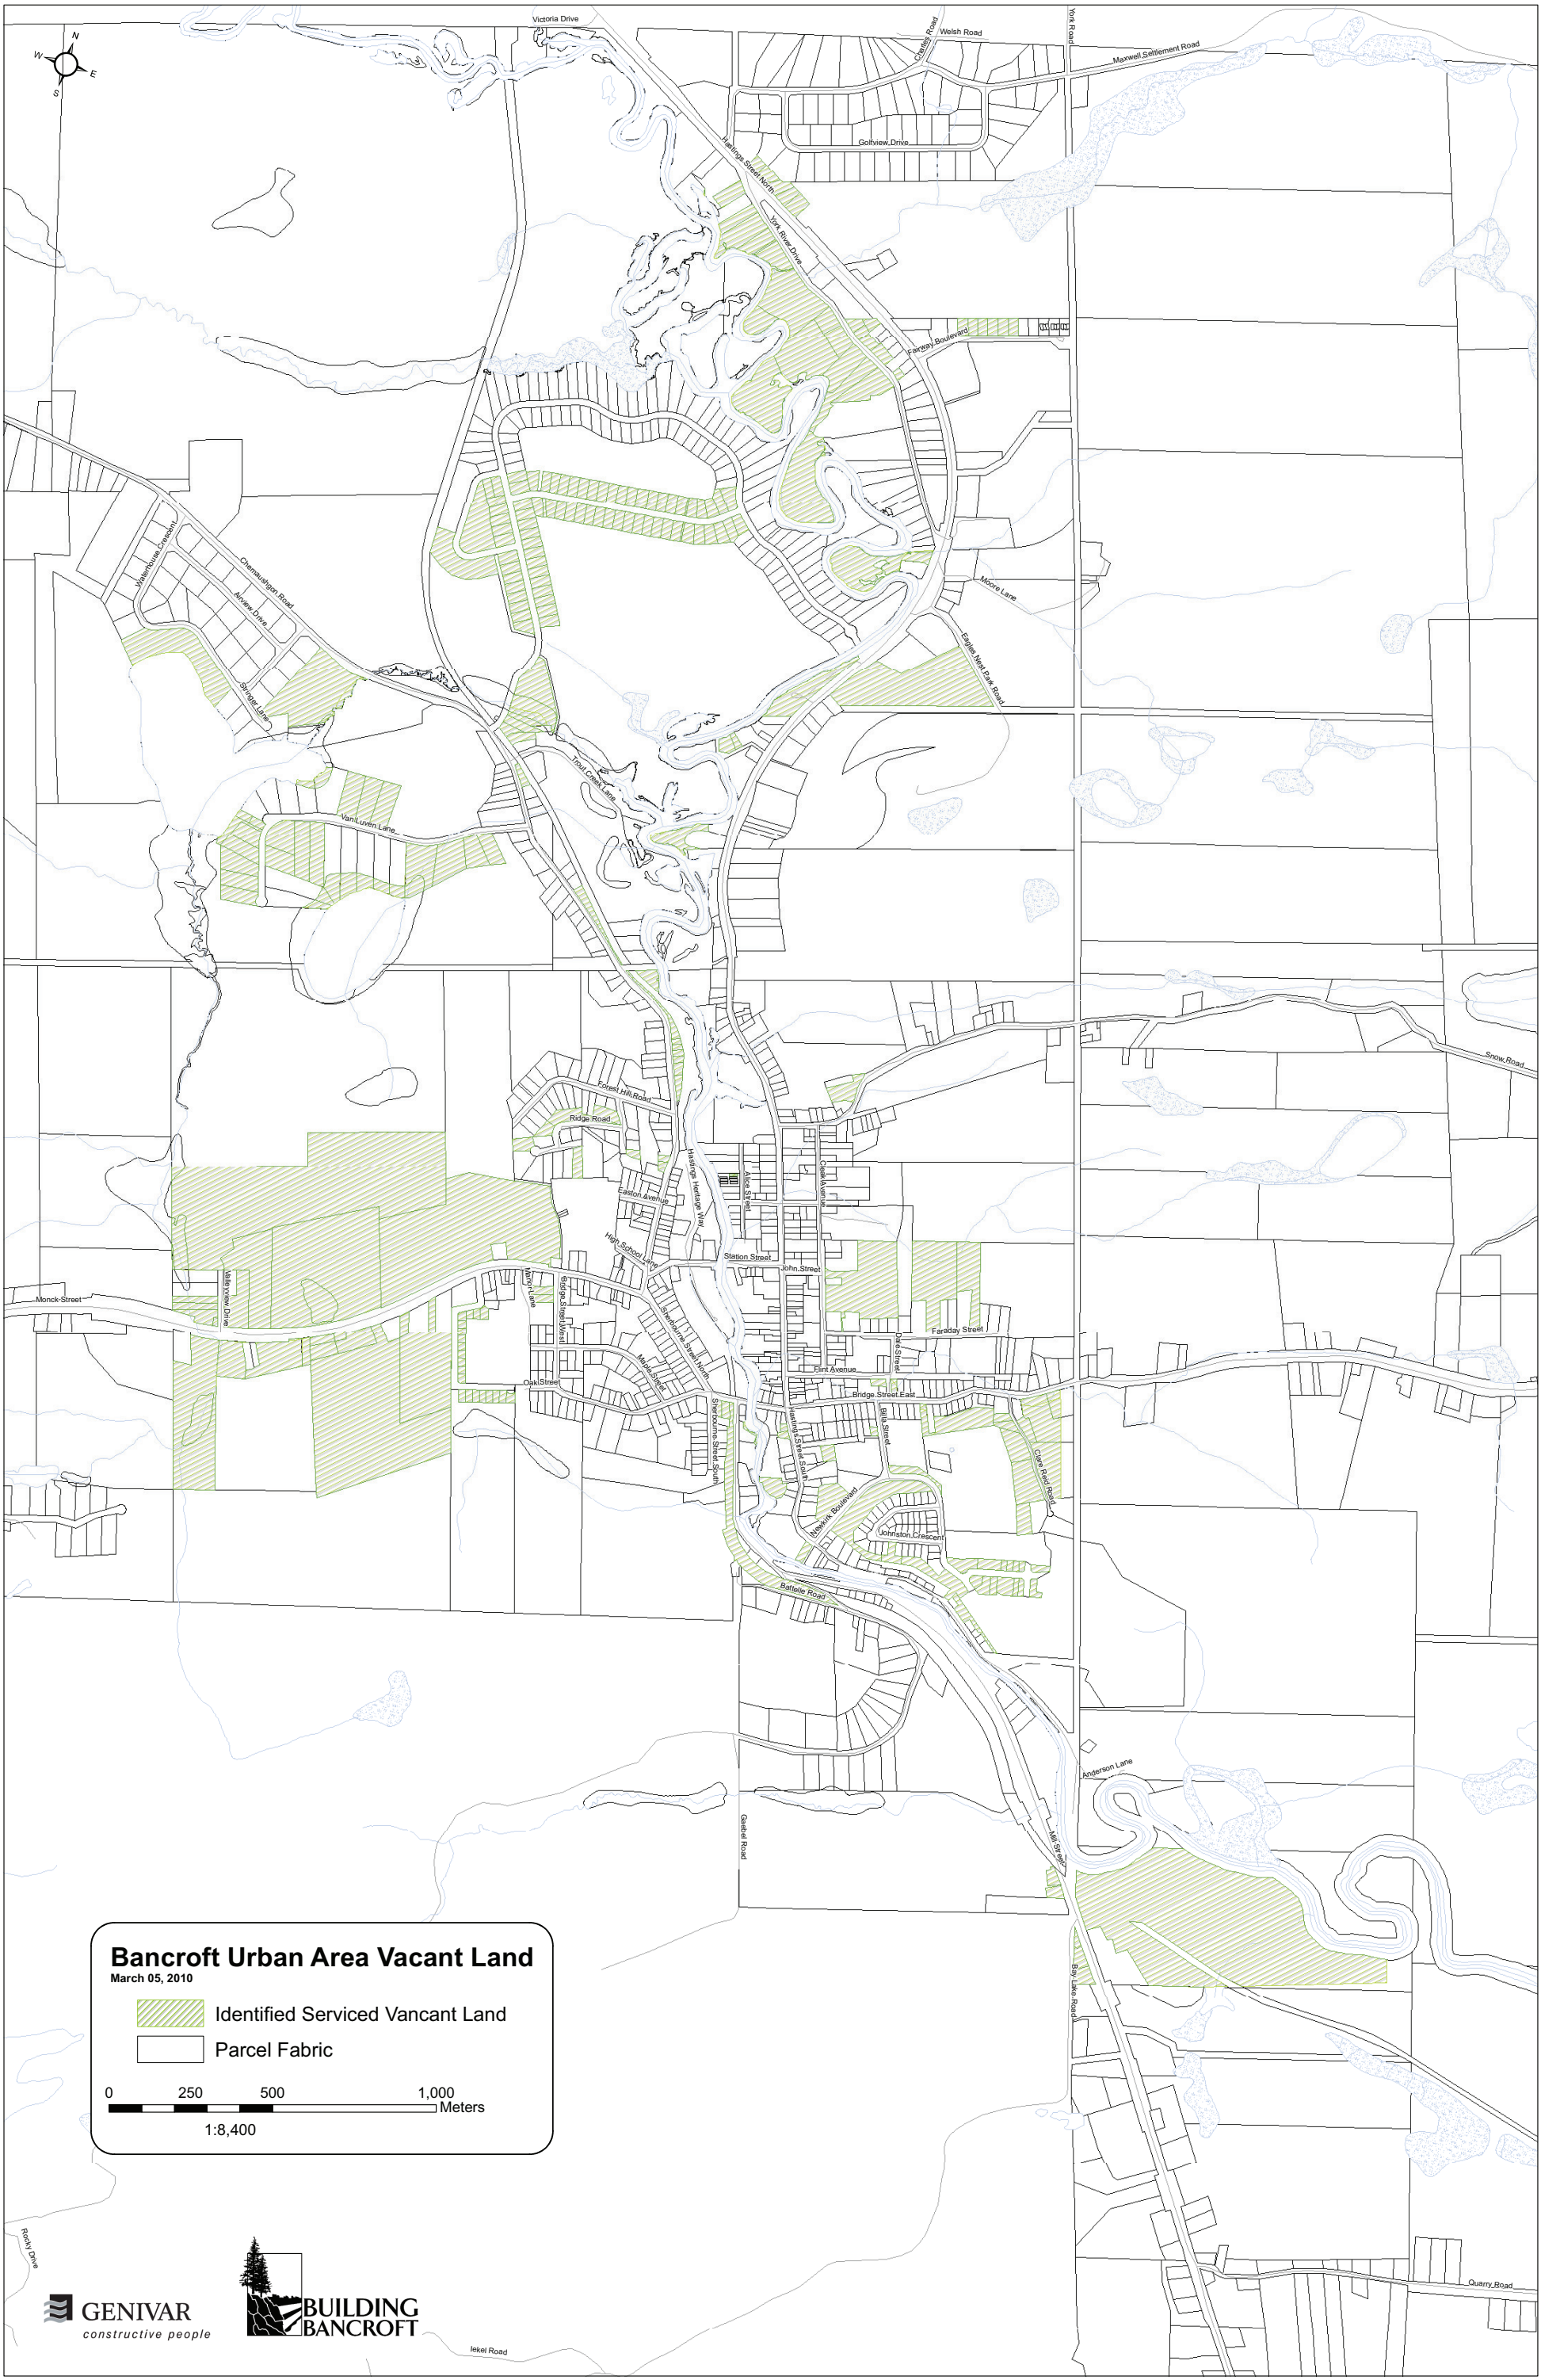 Victoria Drive
Charles Road
Welsh Road
York Road
Maxwell Settlement Road
N
W
E
S
Golfview Drive
Hastings Street North
York River Drive
Fairway Boulevard
Waterhouse Crescent
Chemaushgon Road
Airview Drive
Moore Lane
Eagles Nest Park Road
Stringer Lane
Trout Creek Lane
Van Luven Lane
Snow Road
Forest Hill Road
Ridge Road
Hastings Heritage Way
Alice Street
Cleak Avenue
Easton Avenue
High School Lane
Station Street
John Street
Monck Street
Valleyview Drive
Manor Lane
Bridge Street West
Sherbourne Street North
Faraday Street
Dale Street
Maple Street
Flint Avenue
Oak Street
Bridge Street East
Sherbourne Street South
Hastings Street South
Billa Street
Clare Reid Road
Newkirk Boulevard
Johnston Crescent
Battelle Road
Anderson Lane
Gaebel Road
Mill Street
Bay Lake Road
Bancroft Urban Area Vacant Land
March 05, 2010
Identified Serviced Vancant Land
Parcel Fabric
0 250 500 1,000
Meters
1:8,400
Rocky Drive
Quarry Road
GENIVAR
constructive people
BUILDING
BANCROFT
Iekel Road